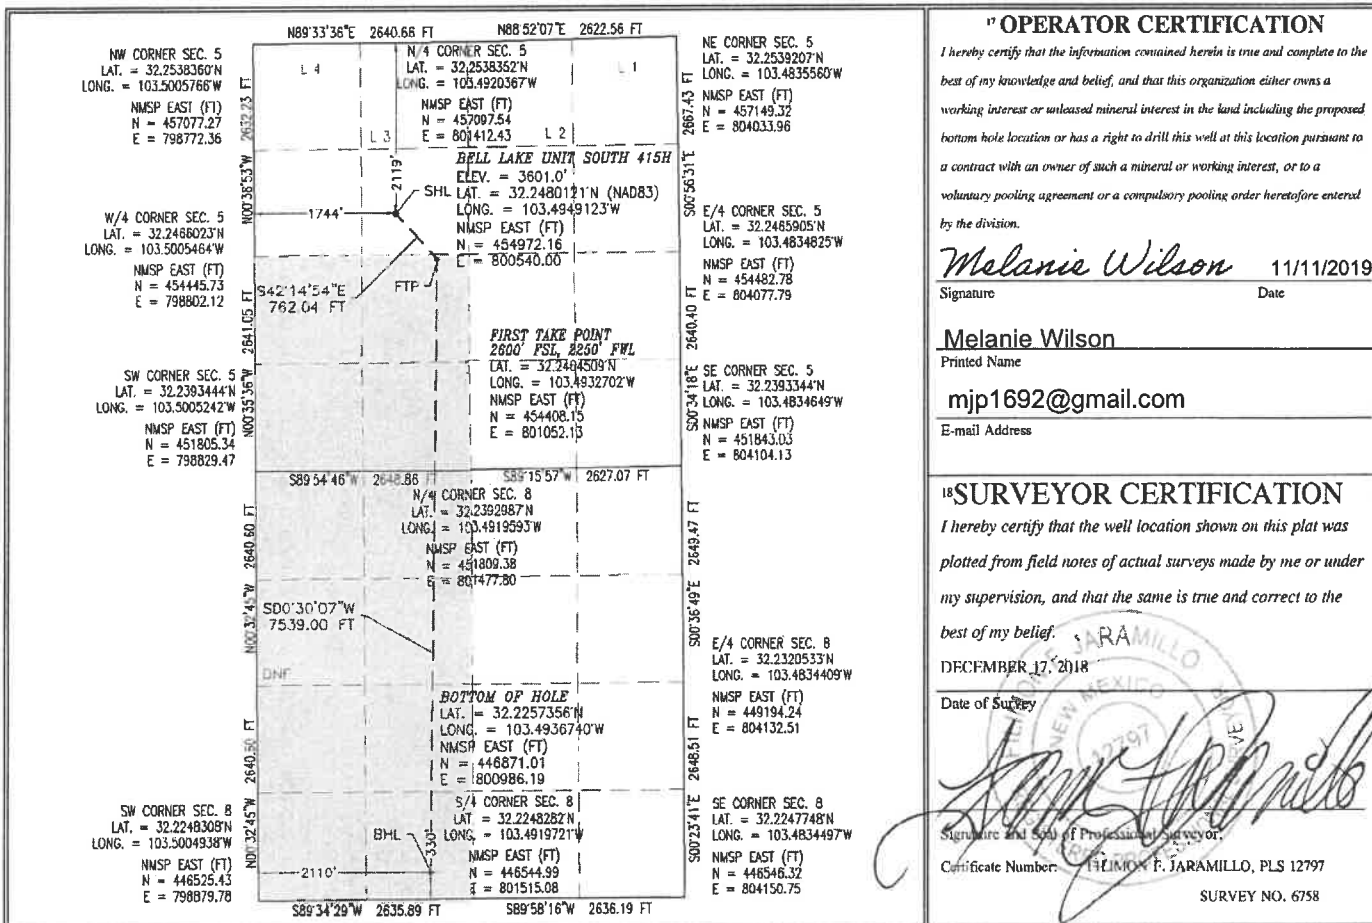 N89°33'36"E 2640.66 FT
N88°52'07"E 2622.56 FT
NW CORNER SEC. 5
LAT. = 32.2538360'N
LONG. = 103.5005766'W
NMSP EAST (FT)
N = 457077.27
E = 798772.36
L 4
N/4 CORNER SEC. 5
LAT. = 32.2538352'N
LONG. = 103.4920367'W
NMSP EAST (FT)
N = 457097.54
E = 801412.43
L 3
L 2
L 1
NE CORNER SEC. 5
LAT. = 32.2539207'N
LONG. = 103.4835560'W
NMSP EAST (FT)
N = 457149.32
E = 804033.96
N00°38'53"W 2632.23 FT
S00°56'31"E 2667.43 FT
BELL LAKE UNIT SOUTH 415H
ELEV. = 3601.0'
LAT. = 32.2480121'N (NAD83)
LONG. = 103.4949123'W
NMSP EAST (FT)
N = 454972.16
E = 800540.00
2119'
SHL
1744'
W/4 CORNER SEC. 5
LAT. = 32.2466023'N
LONG. = 103.5005464'W
NMSP EAST (FT)
N = 454445.73
E = 798802.12
E/4 CORNER SEC. 5
LAT. = 32.2465905'N
LONG. = 103.4834825'W
NMSP EAST (FT)
N = 454482.78
E = 804077.79
S42°14'54"E
762.04 FT
FTP
N00°35'36"W 2641.05 FT
S00°34'18"E 2640.40 FT
FIRST TAKE POINT
2600' FSL, 2250' FWL
LAT. = 32.2464509'N
LONG. = 103.4932702'W
NMSP EAST (FT)
N = 454408.15
E = 801052.13
SW CORNER SEC. 5
LAT. = 32.2393444'N
LONG. = 103.5005242'W
NMSP EAST (FT)
N = 451805.34
E = 798829.47
SE CORNER SEC. 5
LAT. = 32.2393344'N
LONG. = 103.4834649'W
NMSP EAST (FT)
N = 451843.03
E = 804104.13
S89°54'46"W 2648.86 FT
S89°15'57"W 2627.07 FT
N/4 CORNER SEC. 8
LAT. = 32.2392987'N
LONG. = 103.4919593'W
NMSP EAST (FT)
N = 451809.38
E = 801477.80
N00°32'45"W 2640.60 FT
S00°36'49"E 2649.47 FT
S00°30'07"W
7539.00 FT
DNF
E/4 CORNER SEC. 8
LAT. = 32.2320533'N
LONG. = 103.4834409'W
NMSP EAST (FT)
N = 449194.24
E = 804132.51
BOTTOM OF HOLE
LAT. = 32.2257356'N
LONG. = 103.4936740'W
NMSP EAST (FT)
N = 446871.01
E = 800986.19
N00°32'45"W 2640.60 FT
S00°23'41"E 2648.51 FT
SW CORNER SEC. 8
LAT. = 32.2248308'N
LONG. = 103.5004938'W
NMSP EAST (FT)
N = 446525.43
E = 798879.78
S/4 CORNER SEC. 8
LAT. = 32.2248282'N
LONG. = 103.4919721'W
NMSP EAST (FT)
N = 446544.99
E = 801515.08
BHL
330'
2110'
SE CORNER SEC. 8
LAT. = 32.2247748'N
LONG. = 103.4834497'W
NMSP EAST (FT)
N = 446546.32
E = 804150.75
S89°34'29"W 2635.89 FT
S89°58'16"W 2636.19 FT
17 OPERATOR CERTIFICATION
I hereby certify that the information contained herein is true and complete to the
best of my knowledge and belief, and that this organization either owns a
working interest or unleased mineral interest in the land including the proposed
bottom hole location or has a right to drill this well at this location pursuant to
a contract with an owner of such a mineral or working interest, or to a
voluntary pooling agreement or a compulsory pooling order heretofore entered
by the division.
Melanie Wilson 11/11/2019
Signature Date
Melanie Wilson
Printed Name
mjp1692@gmail.com
E-mail Address
18 SURVEYOR CERTIFICATION
I hereby certify that the well location shown on this plat was
plotted from field notes of actual surveys made by me or under
my supervision, and that the same is true and correct to the
best of my belief.
DECEMBER 17, 2018
Date of Survey
JARAMILLO
NEW MEXICO
12797
Signature and Seal of Professional Surveyor:
Certificate Number: FILIMON F. JARAMILLO, PLS 12797
SURVEY NO. 6758